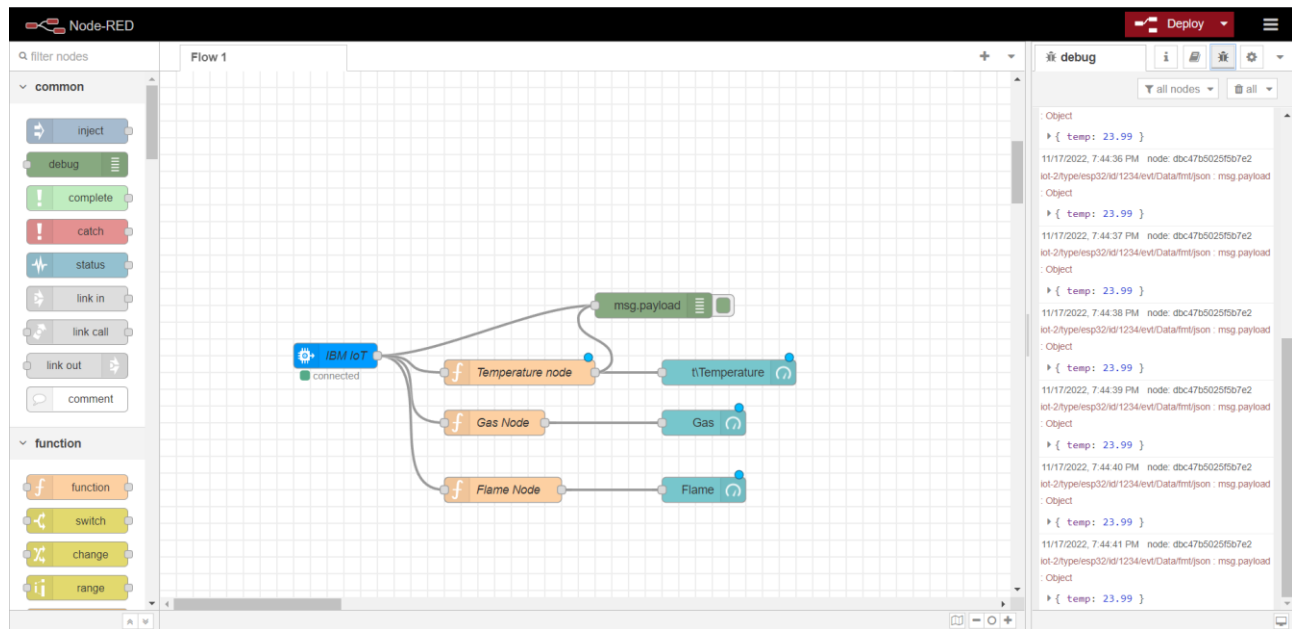 Node-RED
Deploy
filter nodes
common
inject
debug
complete
catch
status
link in
link call
link out
comment
function
function
switch
change
range
Flow 1
msg.payload
IBM IoT
connected
Temperature node
t\Temperature
Gas Node
Gas
Flame Node
Flame
debug
all nodes
all
: Object
{ temp: 23.99 }
11/17/2022, 7:44:36 PM node: dbc47b5025f5b7e2
iot-2/type/esp32/id/1234/evt/Data/fmt/json : msg.payload
: Object
{ temp: 23.99 }
11/17/2022, 7:44:37 PM node: dbc47b5025f5b7e2
iot-2/type/esp32/id/1234/evt/Data/fmt/json : msg.payload
: Object
{ temp: 23.99 }
11/17/2022, 7:44:38 PM node: dbc47b5025f5b7e2
iot-2/type/esp32/id/1234/evt/Data/fmt/json : msg.payload
: Object
{ temp: 23.99 }
11/17/2022, 7:44:39 PM node: dbc47b5025f5b7e2
iot-2/type/esp32/id/1234/evt/Data/fmt/json : msg.payload
: Object
{ temp: 23.99 }
11/17/2022, 7:44:40 PM node: dbc47b5025f5b7e2
iot-2/type/esp32/id/1234/evt/Data/fmt/json : msg.payload
: Object
{ temp: 23.99 }
11/17/2022, 7:44:41 PM node: dbc47b5025f5b7e2
iot-2/type/esp32/id/1234/evt/Data/fmt/json : msg.payload
: Object
{ temp: 23.99 }